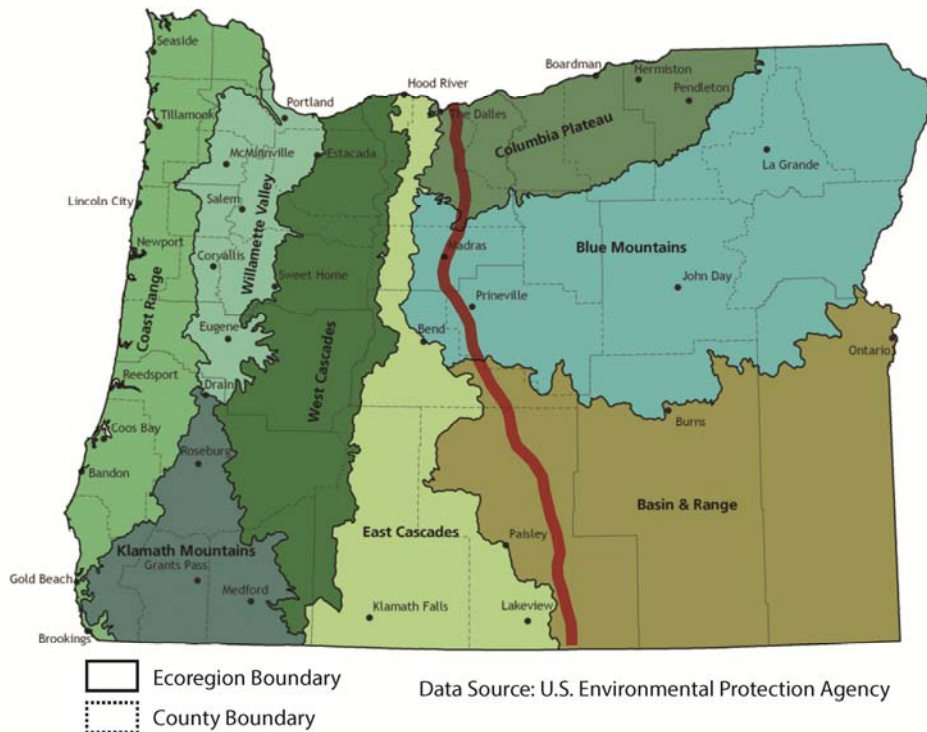 Seaside
Hood River
Boardman
Hermiston
Pendleton
Portland
Tillamook
The Dalles
Columbia Plateau
McMinnville
Estacada
La Grande
Lincoln City
Salem
Willamette Valley
Newport
Madras
Blue Mountains
Corvallis
Sweet Home
John Day
Prineville
Coast Range
Eugene
Bend
Ontario
Reedsport
Drain
West Cascades
Burns
Coos Bay
Roseburg
Bandon
Basin & Range
East Cascades
Paisley
Klamath Mountains
Grants Pass
Gold Beach
Medford
Klamath Falls
Lakeview
Brookings
Ecoregion Boundary
Data Source: U.S. Environmental Protection Agency
County Boundary